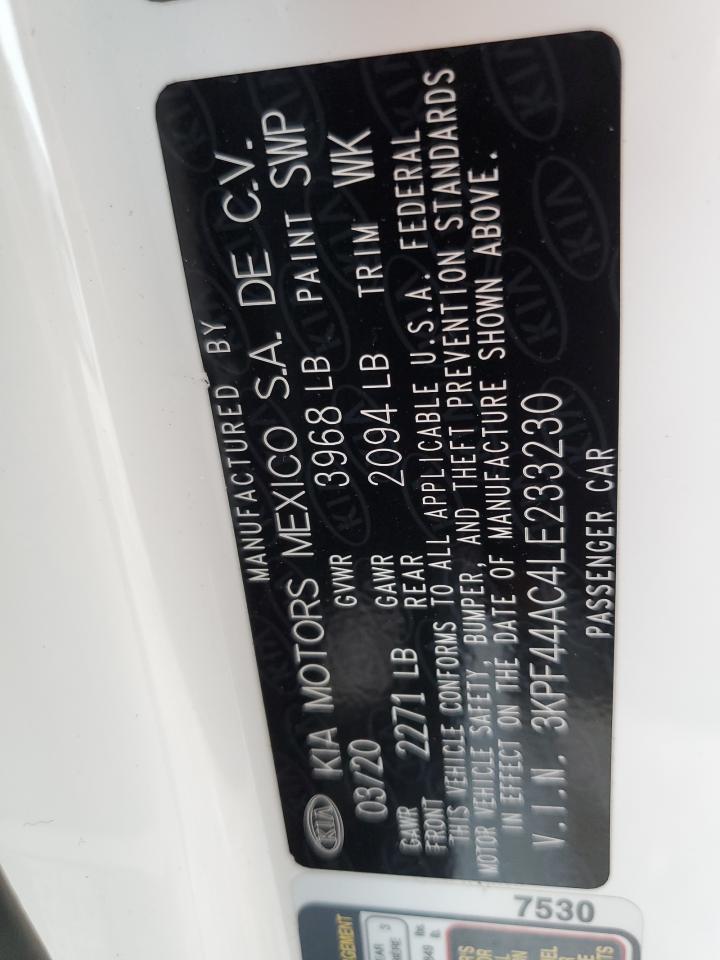 MANUFACTURED BY
KIA KIA MOTORS MEXICO S.A. DE C.V.
03/20 GVWR 3968 LB PAINT SWP
GAWR FRONT 2271 LB GAWR REAR 2094 LB TRIM WK
THIS VEHICLE CONFORMS TO ALL APPLICABLE U.S.A. FEDERAL
MOTOR VEHICLE SAFETY, BUMPER, AND THEFT PREVENTION STANDARDS
IN EFFECT ON THE DATE OF MANUFACTURE SHOWN ABOVE.
V.I.N. 3KPF44AC4LE233230
PASSENGER CAR
7530